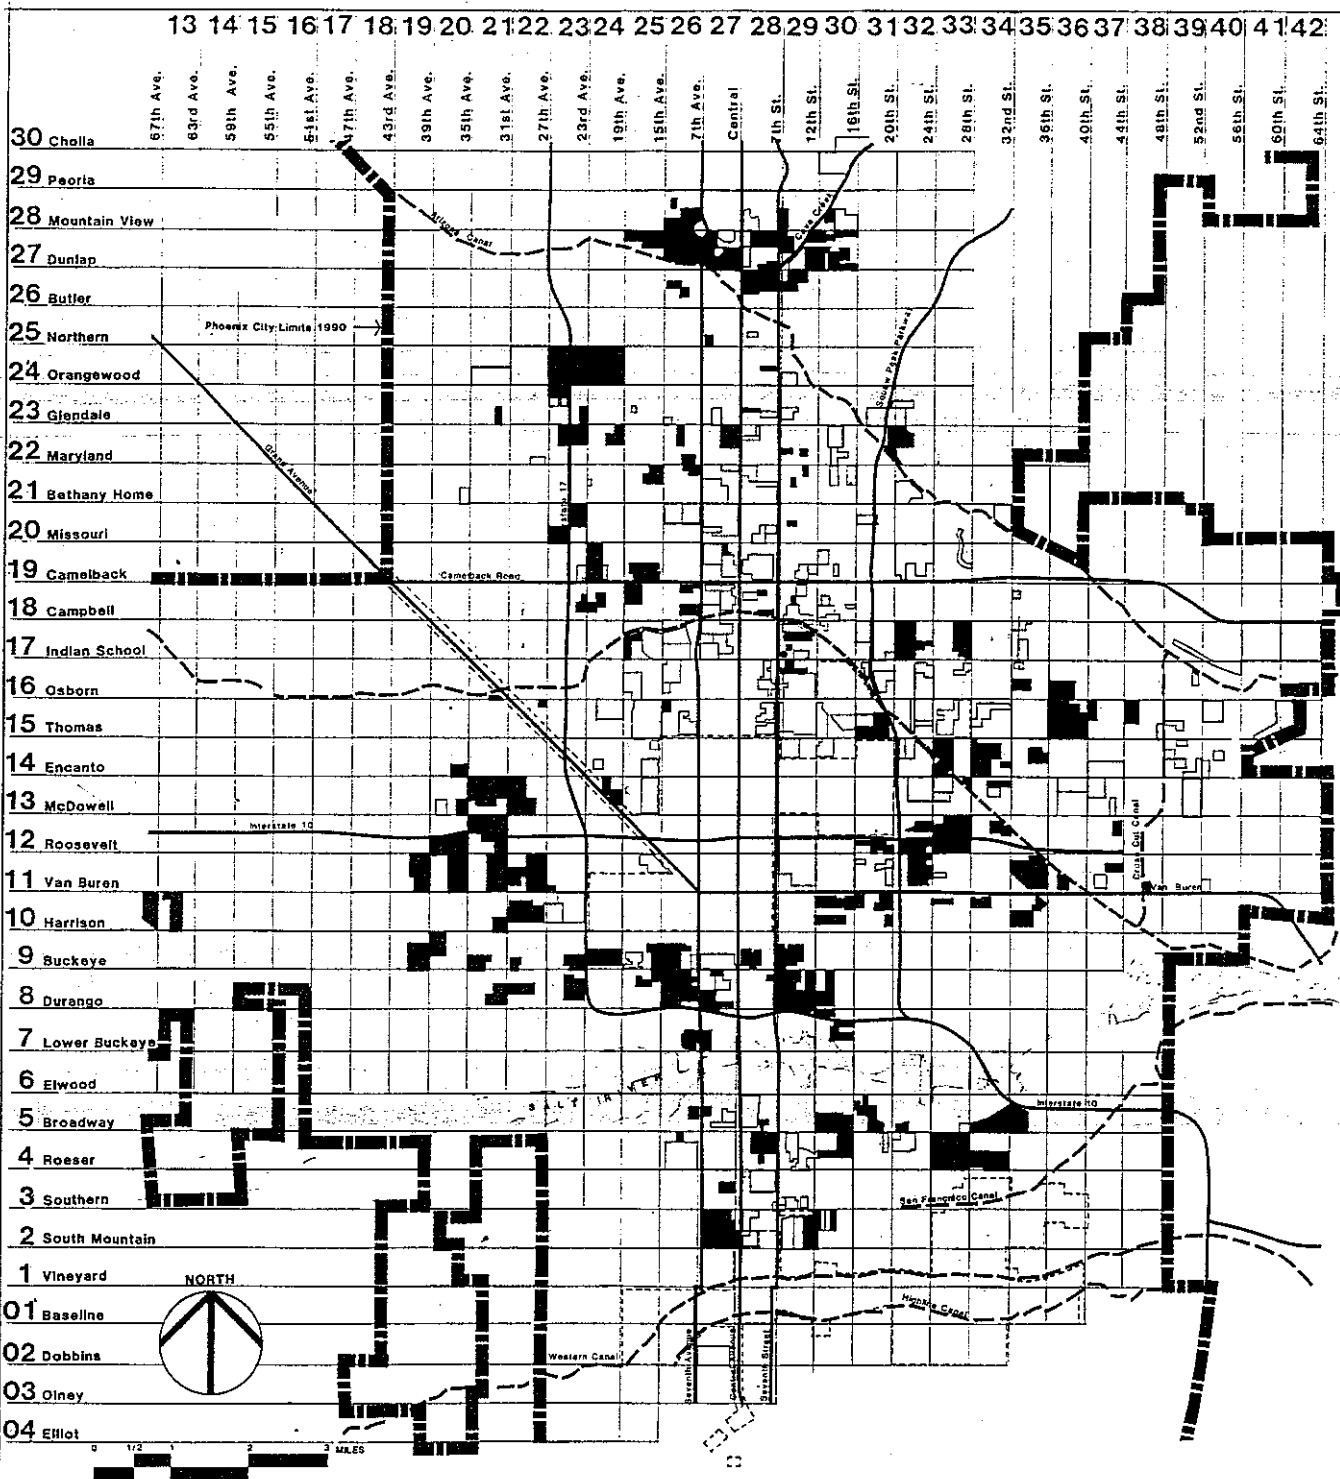 13 14 15 16 17 18 19 20 21 22 23 24 25 26 27 28 29 30 31 32 33 34 35 36 37 38 39 40 41 42
67th Ave.
63rd Ave.
59th Ave.
55th Ave.
51st Ave.
47th Ave.
43rd Ave.
39th Ave.
35th Ave.
31st Ave.
27th Ave.
23rd Ave.
19th Ave.
15th Ave.
7th Ave.
Central
7th St.
12th St.
16th St.
20th St.
24th St.
28th St.
32nd St.
36th St.
40th St.
44th St.
48th St.
52nd St.
56th St.
60th St.
64th St.
30 Cholla
29 Peoria
28 Mountain View
Arizona Canal
Cave Creek
27 Dunlap
26 Butler
Phoenix City Limits 1990
25 Northern
Squaw Peak Parkway
24 Orangewood
23 Glendale
22 Maryland
Grand Avenue
21 Bethany Home
20 Missouri
19 Camelback
Camelback Road
18 Campbell
17 Indian School
16 Osborn
15 Thomas
14 Encanto
13 McDowell
Interstate 10
12 Roosevelt
Cross Cut Canal
11 Van Buren
Van Buren
10 Harrison
9 Buckeye
8 Durango
7 Lower Buckeye
6 Elwood
SALT RIVER
Interstate 10
5 Broadway
4 Roeser
3 Southern
San Francisco Canal
2 South Mountain
1 Vineyard
NORTH
01 Baseline
Highline Canal
02 Dobbins
Western Canal
Seventh Avenue
Central Avenue
Seventh Street
03 Olney
04 Elliot
0 1/2 1 2 3 MILES